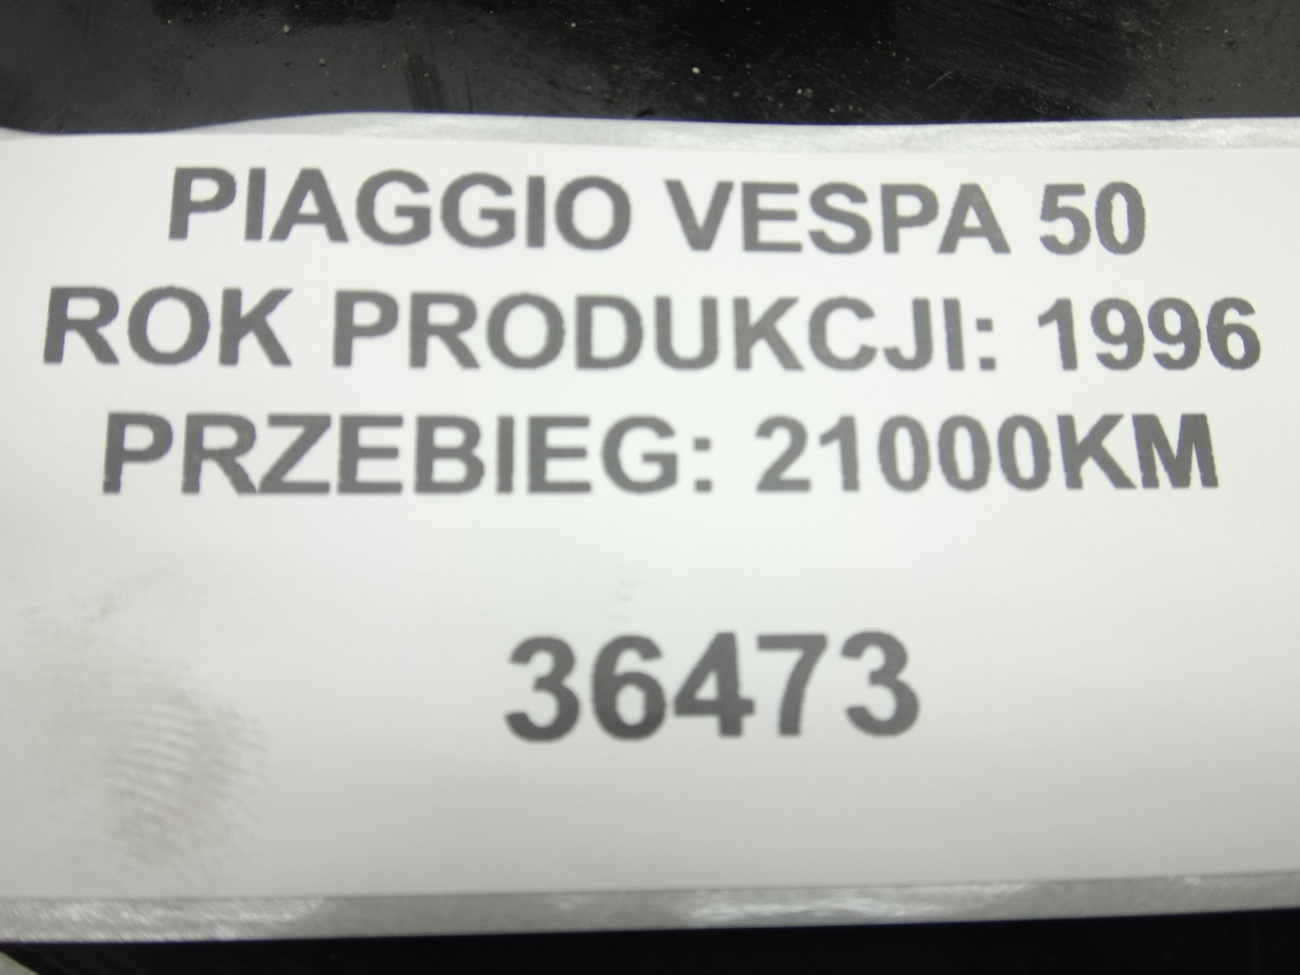 PIAGGIO VESPA 50
ROK PRODUKCJI: 1996
PRZEBIEG: 21000KM
36473